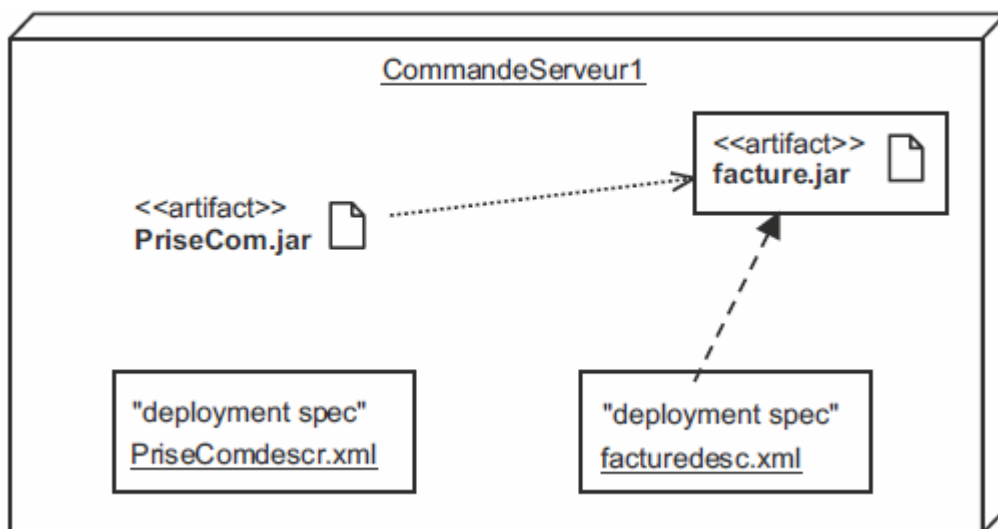 CommandeServeur1
<<artifact>>
facture.jar
<<artifact>>
PriseCom.jar
"deployment spec"
PriseComdescr.xml
"deployment spec"
facturedesc.xml